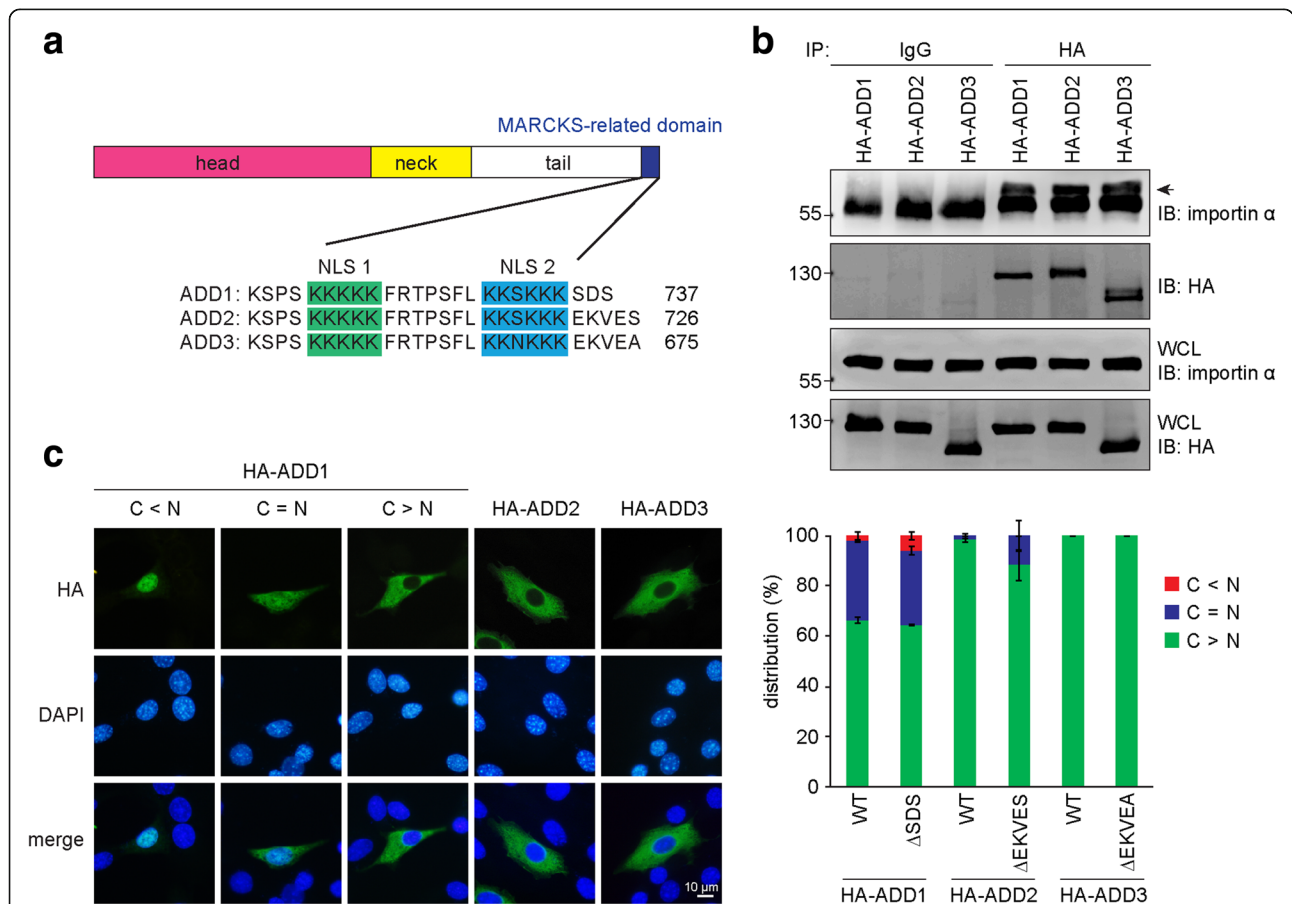 a
MARCKS-related domain
head neck tail
NLS 1 NLS 2
ADD1: KSPS KKKKK FRTPSFL KKSKKK SDS 737
ADD2: KSPS KKKKK FRTPSFL KKSKKK EKVES 726
ADD3: KSPS KKKKK FRTPSFL KKNKKK EKVEA 675
b
IP: IgG HA
HA-ADD1 HA-ADD2 HA-ADD3 HA-ADD1 HA-ADD2 HA-ADD3
55 IB: importin α
130 IB: HA
WCL
55 IB: importin α
130 WCL
IB: HA
c
HA-ADD1
C < N C = N C > N HA-ADD2 HA-ADD3
HA
DAPI
merge
10 µm
distribution (%)
100
80
60
40
20
0
C < N
C = N
C > N
WT ΔSDS WT ΔEKVES WT ΔEKVEA
HA-ADD1 HA-ADD2 HA-ADD3